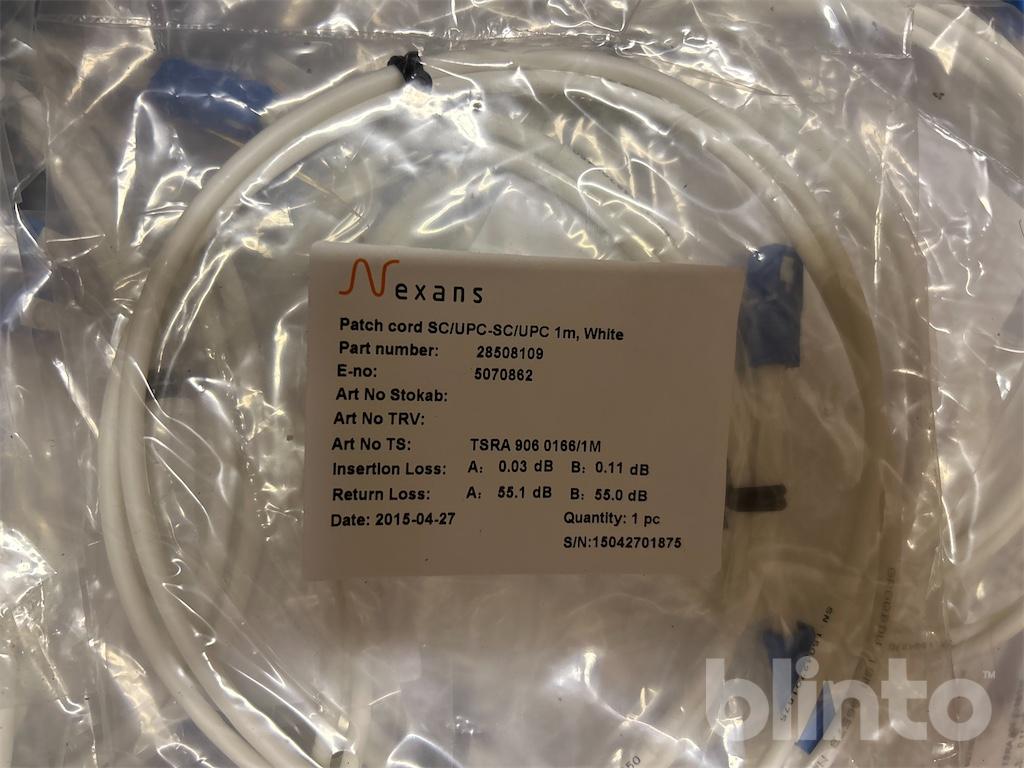 Nexans
Patch cord SC/UPC-SC/UPC 1m, White
Part number: 28508109
E-no: 5070862
Art No Stokab:
Art No TRV:
Art No TS: TSRA 906 0166/1M
Insertion Loss: A: 0.03 dB B: 0.11 dB
Return Loss: A: 55.1 dB B: 55.0 dB
Date: 2015-04-27 Quantity: 1 pc
S/N:15042701875
SN
blinto™